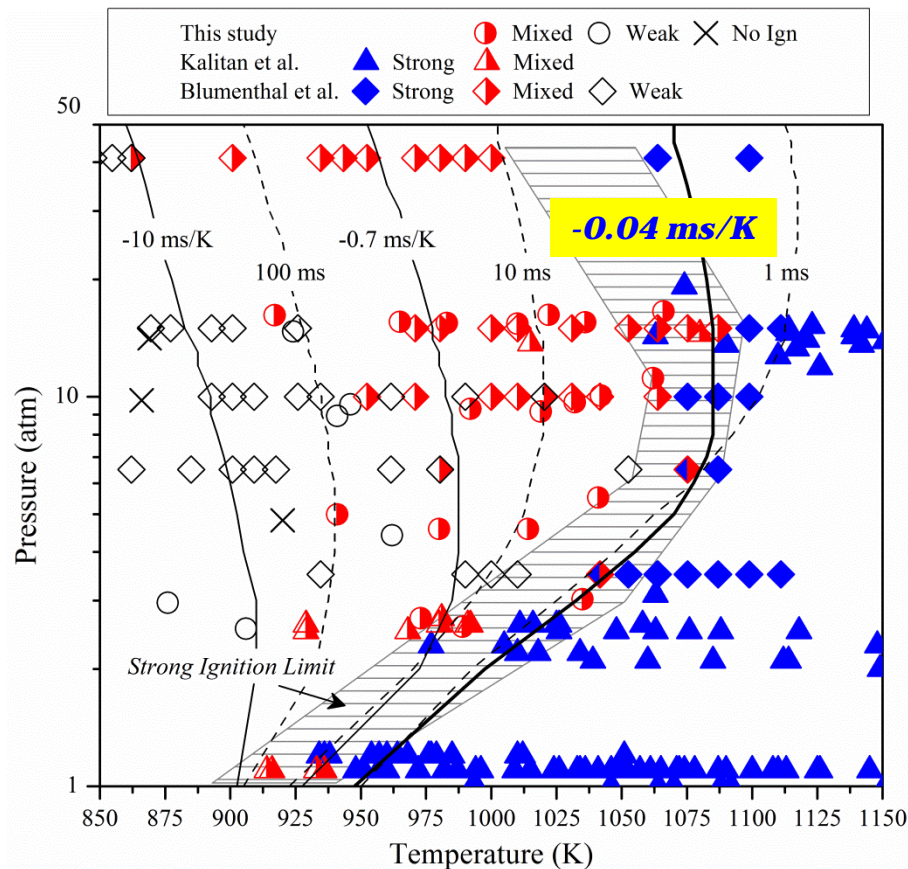 This study Mixed Weak No Ign
Kalitan et al. Strong Mixed
Blumenthal et al. Strong Mixed Weak
50
-10 ms/K
-0.7 ms/K
-0.04 ms/K
100 ms
10 ms
1 ms
10
Pressure (atm)
Strong Ignition Limit
1
850 900 925 950 975 1000 1025 1050 1075 1100 1150
Temperature (K)